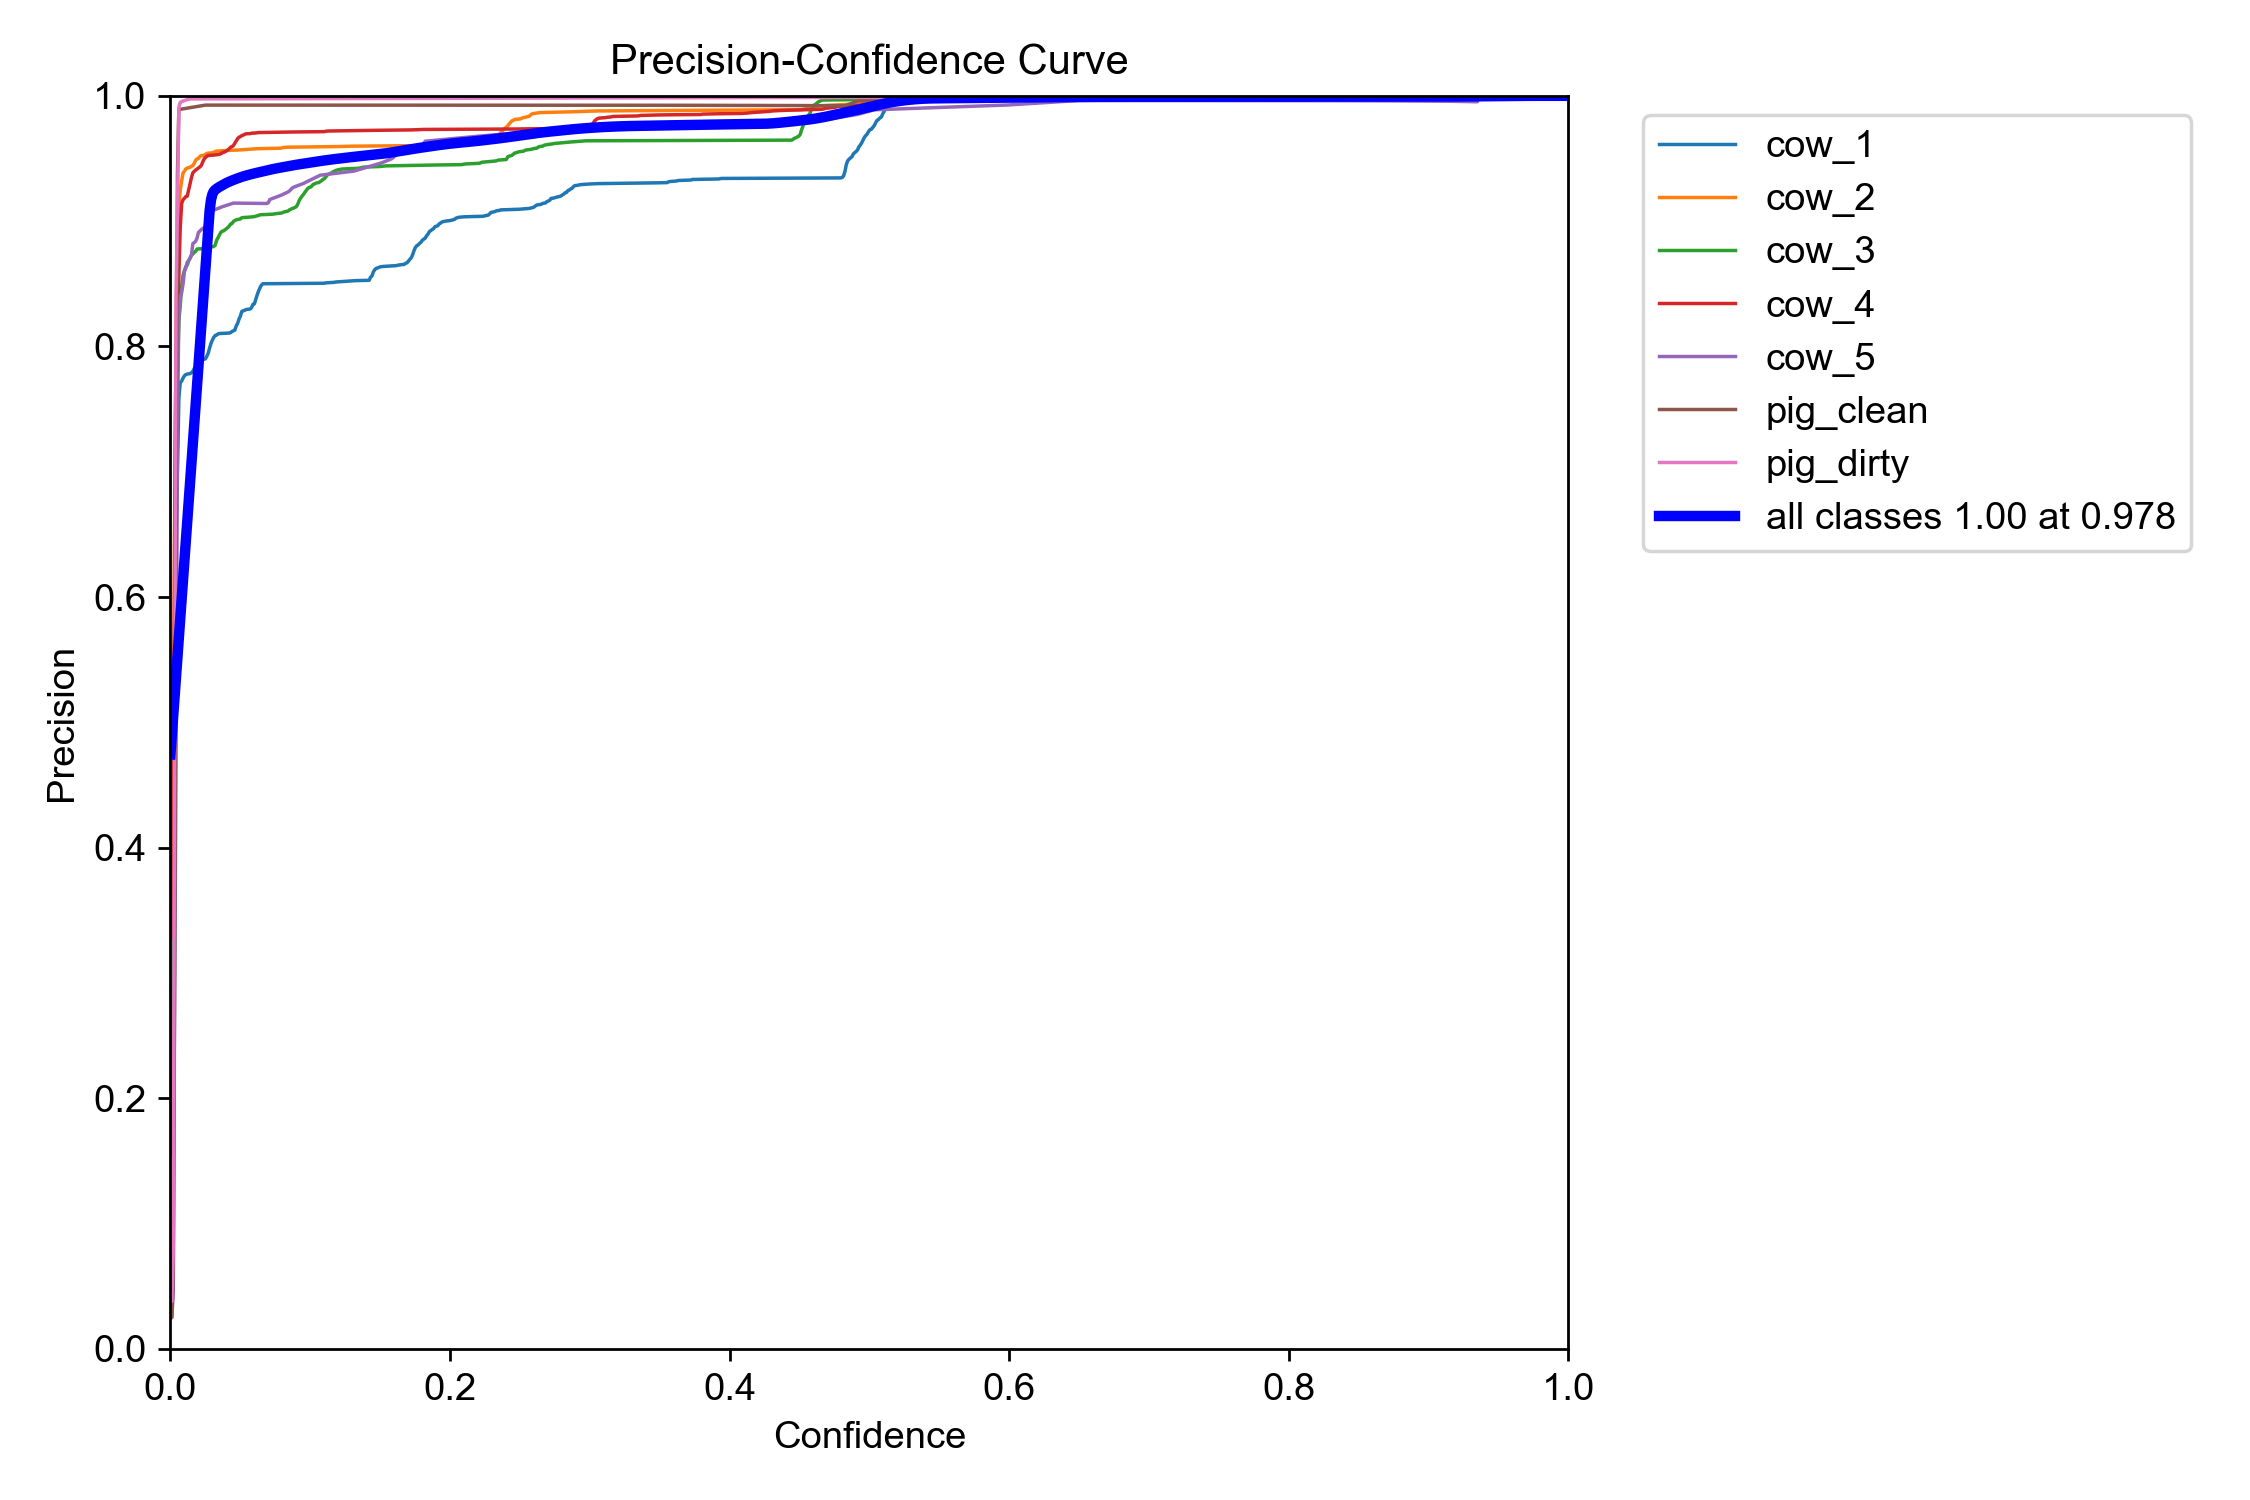 Precision-Confidence Curve
1.0
0.8
0.6
0.4
0.2
0.0
Precision
0.0 0.2 0.4 0.6 0.8 1.0
Confidence
cow_1
cow_2
cow_3
cow_4
cow_5
pig_clean
pig_dirty
all classes 1.00 at 0.978